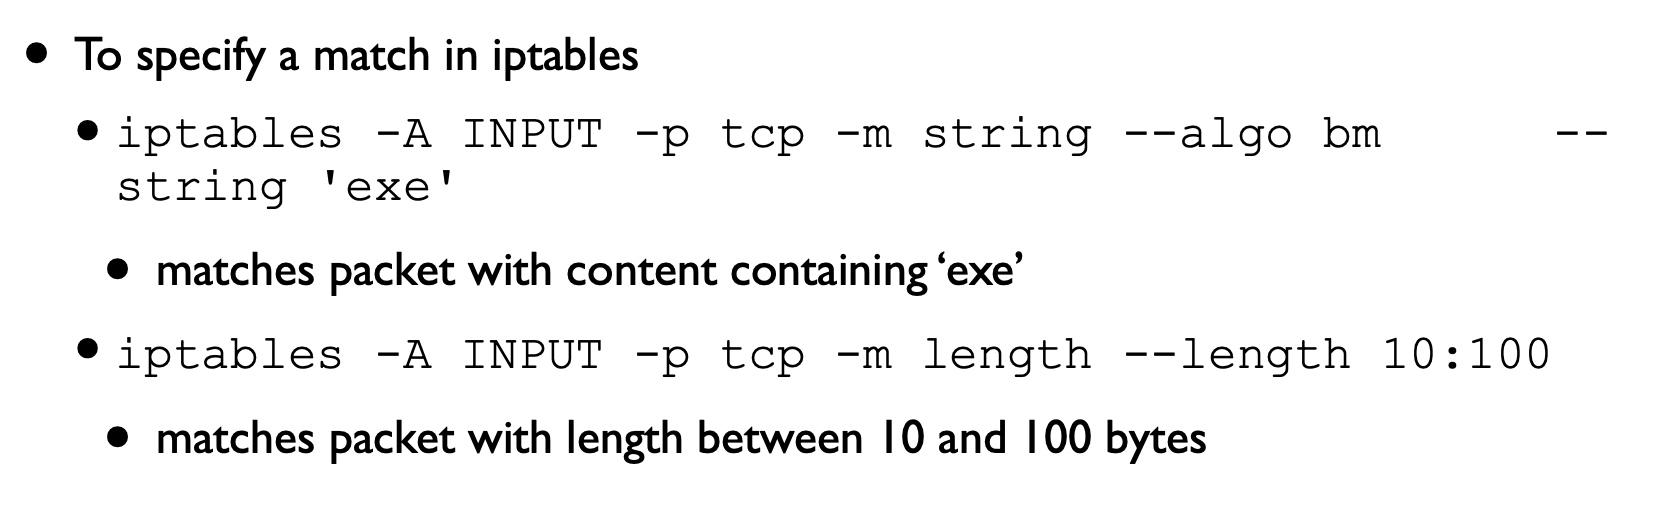 • To specify a match in iptables
• iptables -A INPUT -p tcp -m string --algo bm --
string 'exe'
• matches packet with content containing ‘exe’
• iptables -A INPUT -p tcp -m length --length 10:100
• matches packet with length between 10 and 100 bytes